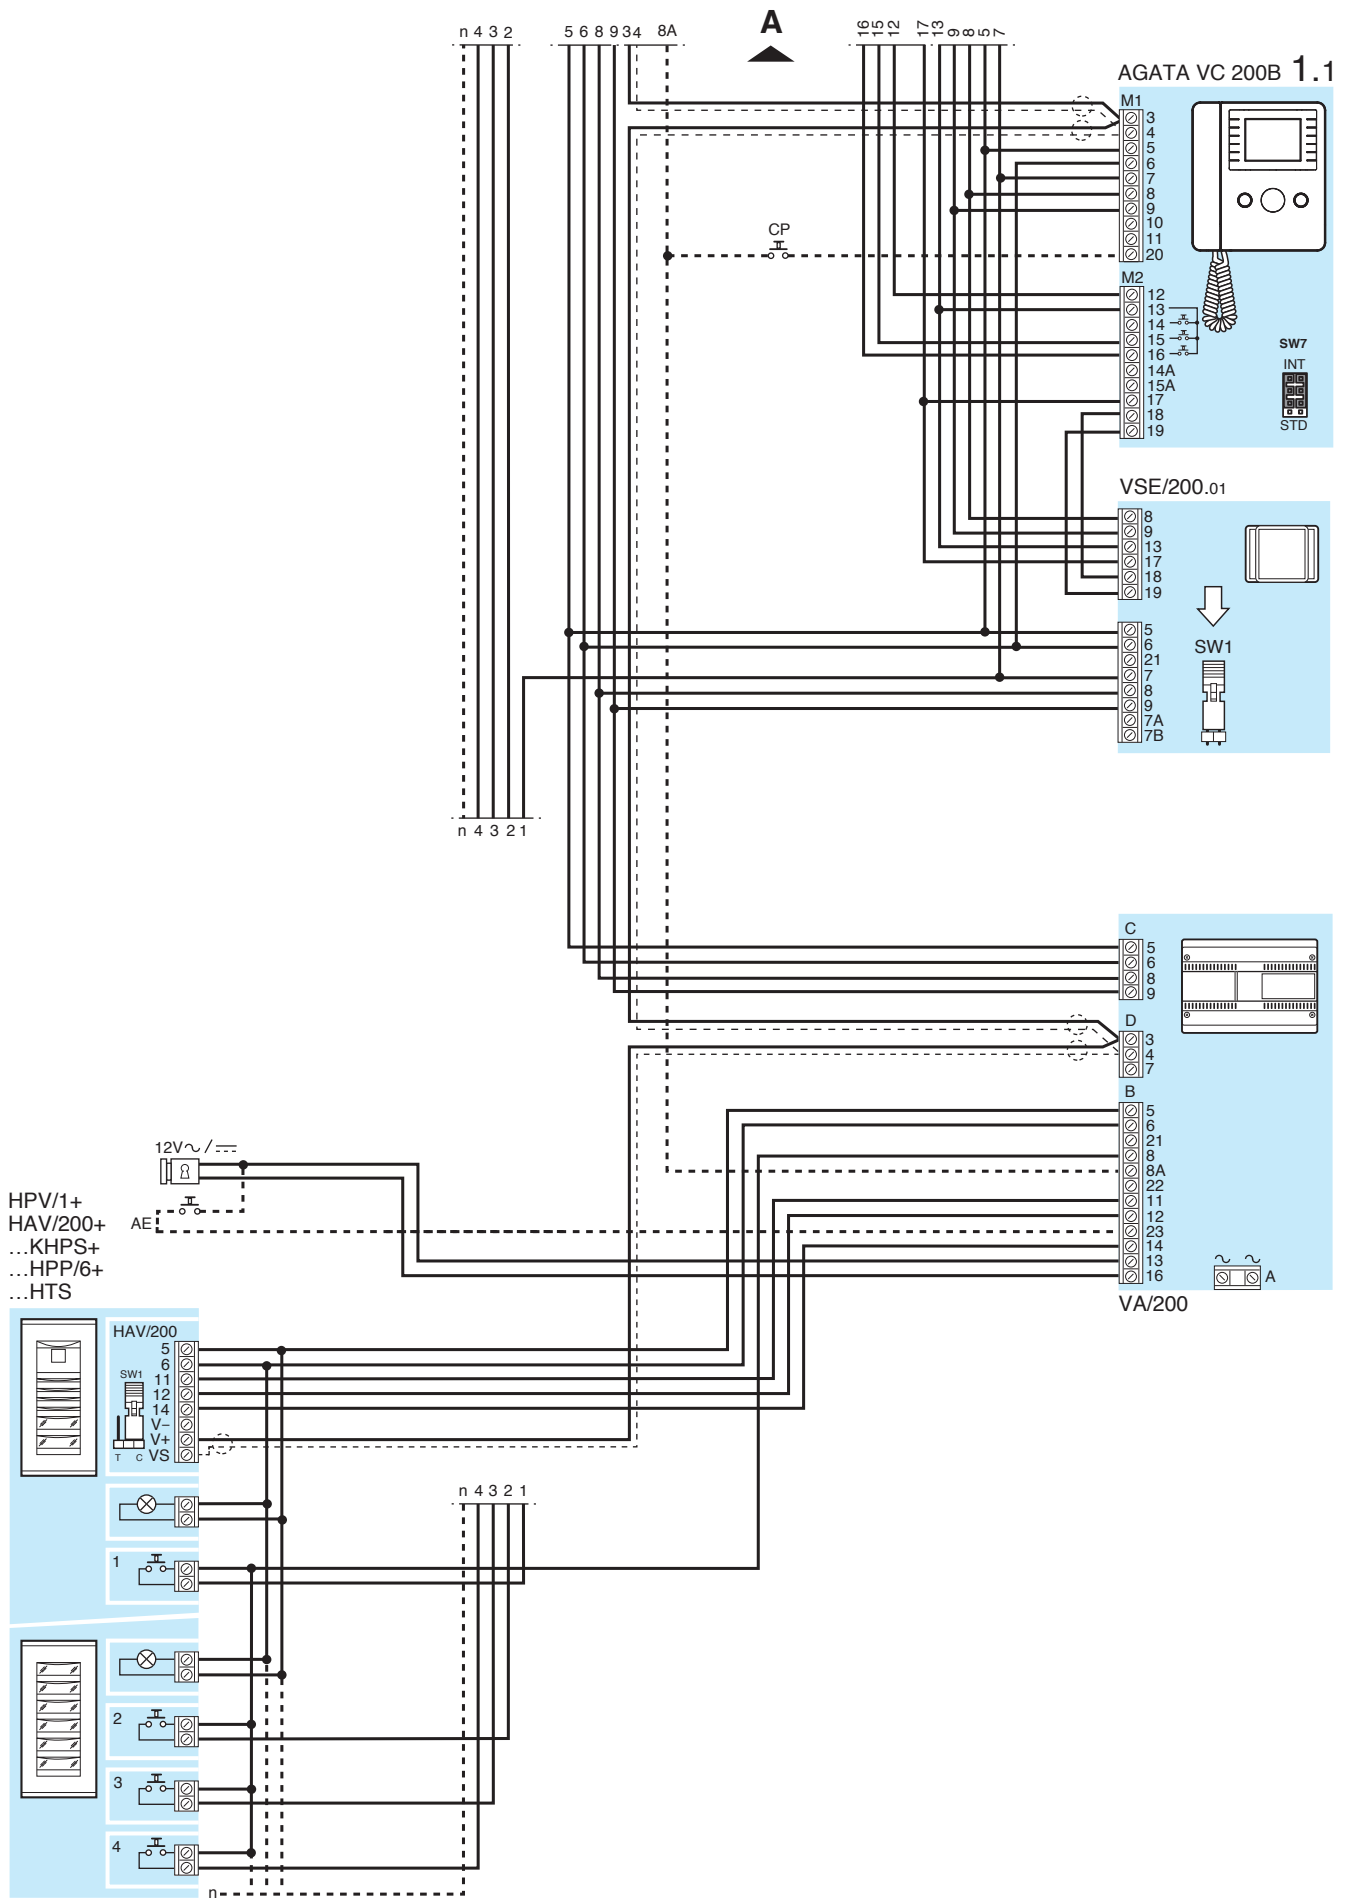 A
n 4 3 2
5 6 8 9 3 4
8A
16 15 12 17 13 9 8 5 7
AGATA VC 200B 1.1
M1
3
4
5
6
7
8
9
10
11
20
CP
M2
12
13
14
15
16
14A
15A
17
18
19
SW7
INT
STD
VSE/200.01
8
9
13
17
18
19
5
6
21
7
8
9
7A
7B
SW1
n 4 3 2 1
C
5
6
8
9
D
3
4
7
B
5
6
21
8
8A
22
11
12
23
14
13
16
A
VA/200
12V~ / ⎓
AE
HPV/1+
HAV/200+
...KHPS+
...HPP/6+
...HTS
HAV/200
5
6
11
12
14
V−
V+
VS
SW1
T C
n 4 3 2 1
1
2
3
4
n